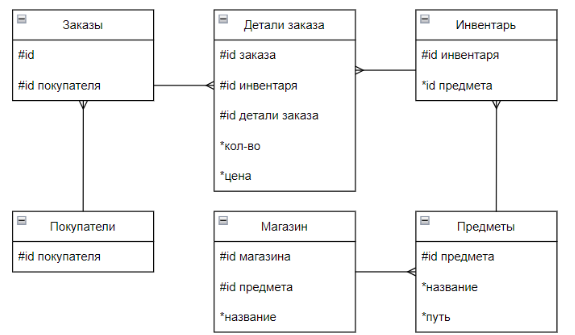 Заказы
#id
#id покупателя
Детали заказа
#id заказа
#id инвентаря
#id детали заказа
*кол-во
*цена
Инвентарь
#id инвентаря
*id предмета
Покупатели
#id покупателя
Магазин
#id магазина
#id предмета
*название
Предметы
#id предмета
*название
*путь